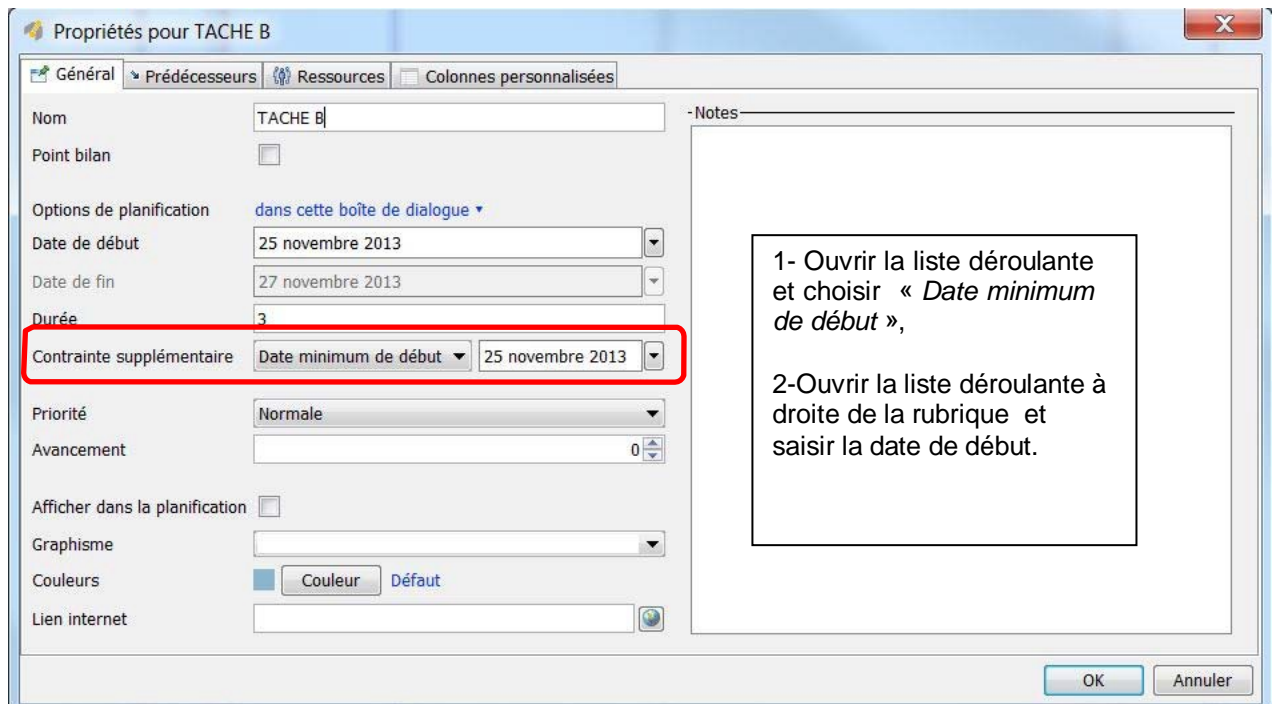 Propriétés pour TACHE B
Général Prédécesseurs Ressources Colonnes personnalisées
Nom TACHE B
Point bilan
Options de planification dans cette boîte de dialogue
Date de début 25 novembre 2013
Date de fin 27 novembre 2013
Durée 3
Contrainte supplémentaire Date minimum de début 25 novembre 2013
Priorité Normale
Avancement 0
Afficher dans la planification
Graphisme
Couleurs Couleur Défaut
Lien internet
Notes
1- Ouvrir la liste déroulante
et choisir « Date minimum
de début »,
2-Ouvrir la liste déroulante à
droite de la rubrique et
saisir la date de début.
OK Annuler